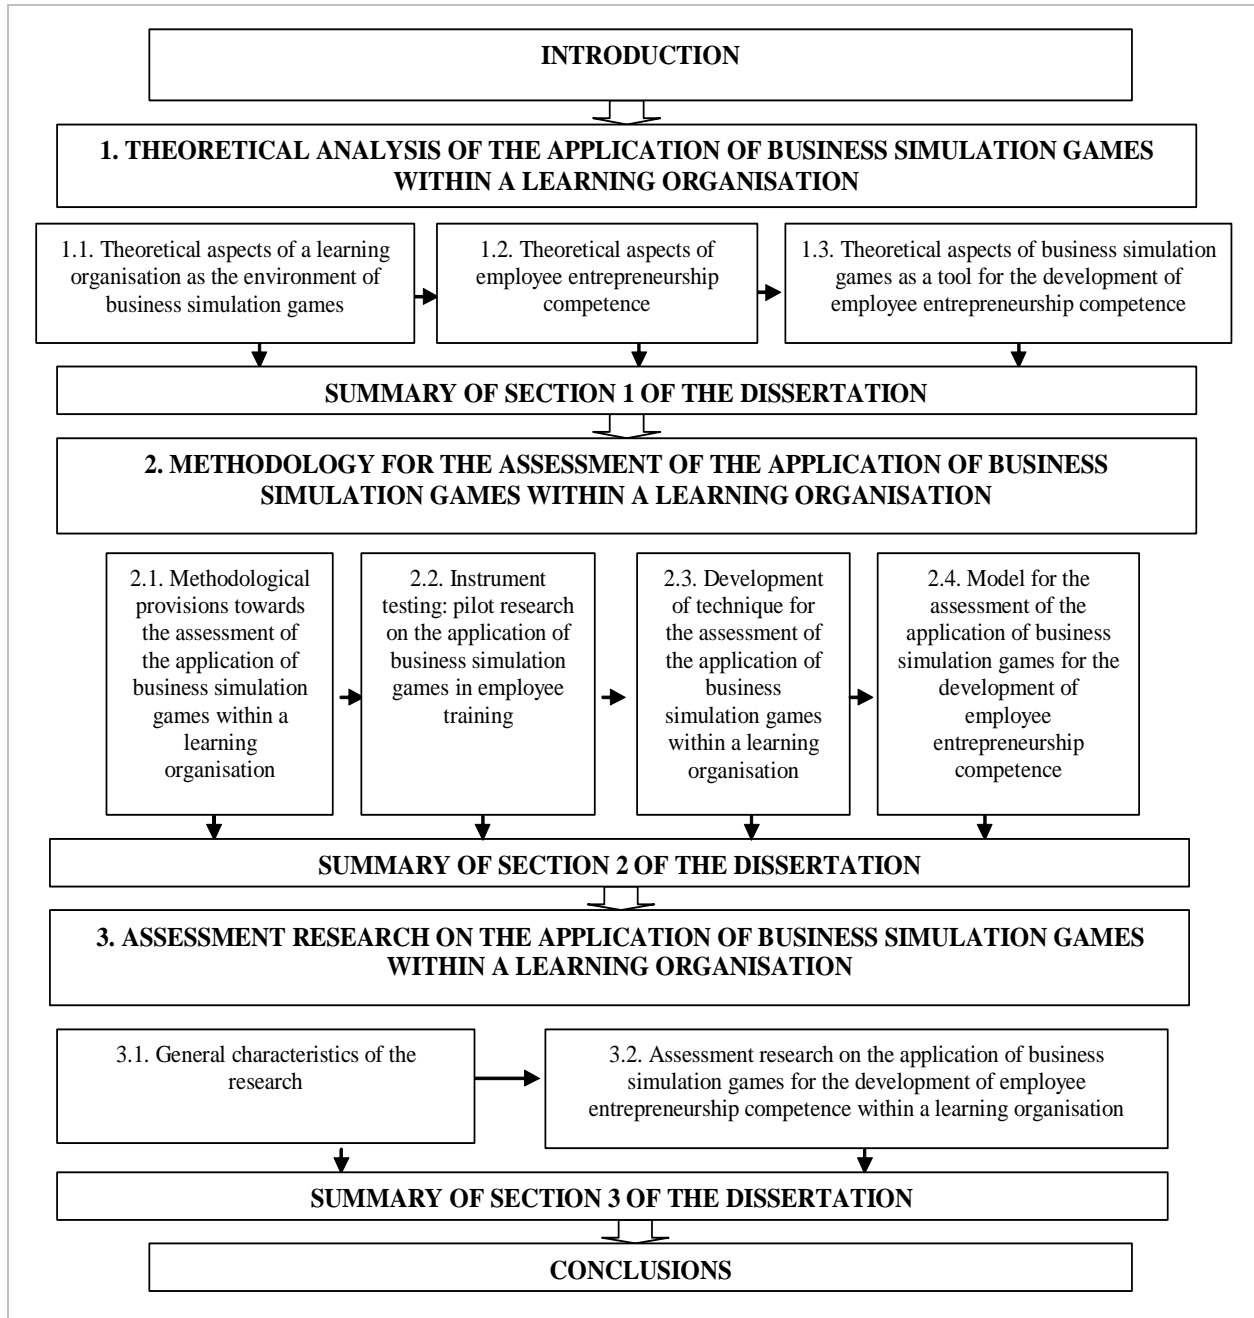 INTRODUCTION
1. THEORETICAL ANALYSIS OF THE APPLICATION OF BUSINESS SIMULATION GAMES
WITHIN A LEARNING ORGANISATION
1.1. Theoretical aspects of a learning
organisation as the environment of
business simulation games
1.2. Theoretical aspects of
employee entrepreneurship
competence
1.3. Theoretical aspects of business simulation
games as a tool for the development of
employee entrepreneurship competence
SUMMARY OF SECTION 1 OF THE DISSERTATION
2. METHODOLOGY FOR THE ASSESSMENT OF THE APPLICATION OF BUSINESS
SIMULATION GAMES WITHIN A LEARNING ORGANISATION
2.1. Methodological
provisions towards
the assessment of
the application of
business simulation
games within a
learning
organisation
2.2. Instrument
testing: pilot research
on the application of
business simulation
games in employee
training
2.3. Development
of technique for
the assessment of
the application of
business
simulation games
within a learning
organisation
2.4. Model for the
assessment of the
application of business
simulation games for the
development of
employee
entrepreneurship
competence
SUMMARY OF SECTION 2 OF THE DISSERTATION
3. ASSESSMENT RESEARCH ON THE APPLICATION OF BUSINESS SIMULATION GAMES
WITHIN A LEARNING ORGANISATION
3.1. General characteristics of the
research
3.2. Assessment research on the application of business
simulation games for the development of employee
entrepreneurship competence within a learning organisation
SUMMARY OF SECTION 3 OF THE DISSERTATION
CONCLUSIONS